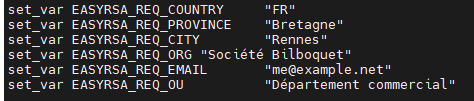 set_var EASYRSA_REQ_COUNTRY     "FR"
set_var EASYRSA_REQ_PROVINCE    "Bretagne"
set_var EASYRSA_REQ_CITY        "Rennes"
set_var EASYRSA_REQ_ORG "Société Bilboquet"
set_var EASYRSA_REQ_EMAIL       "me@example.net"
set_var EASYRSA_REQ_OU          "Département commercial"